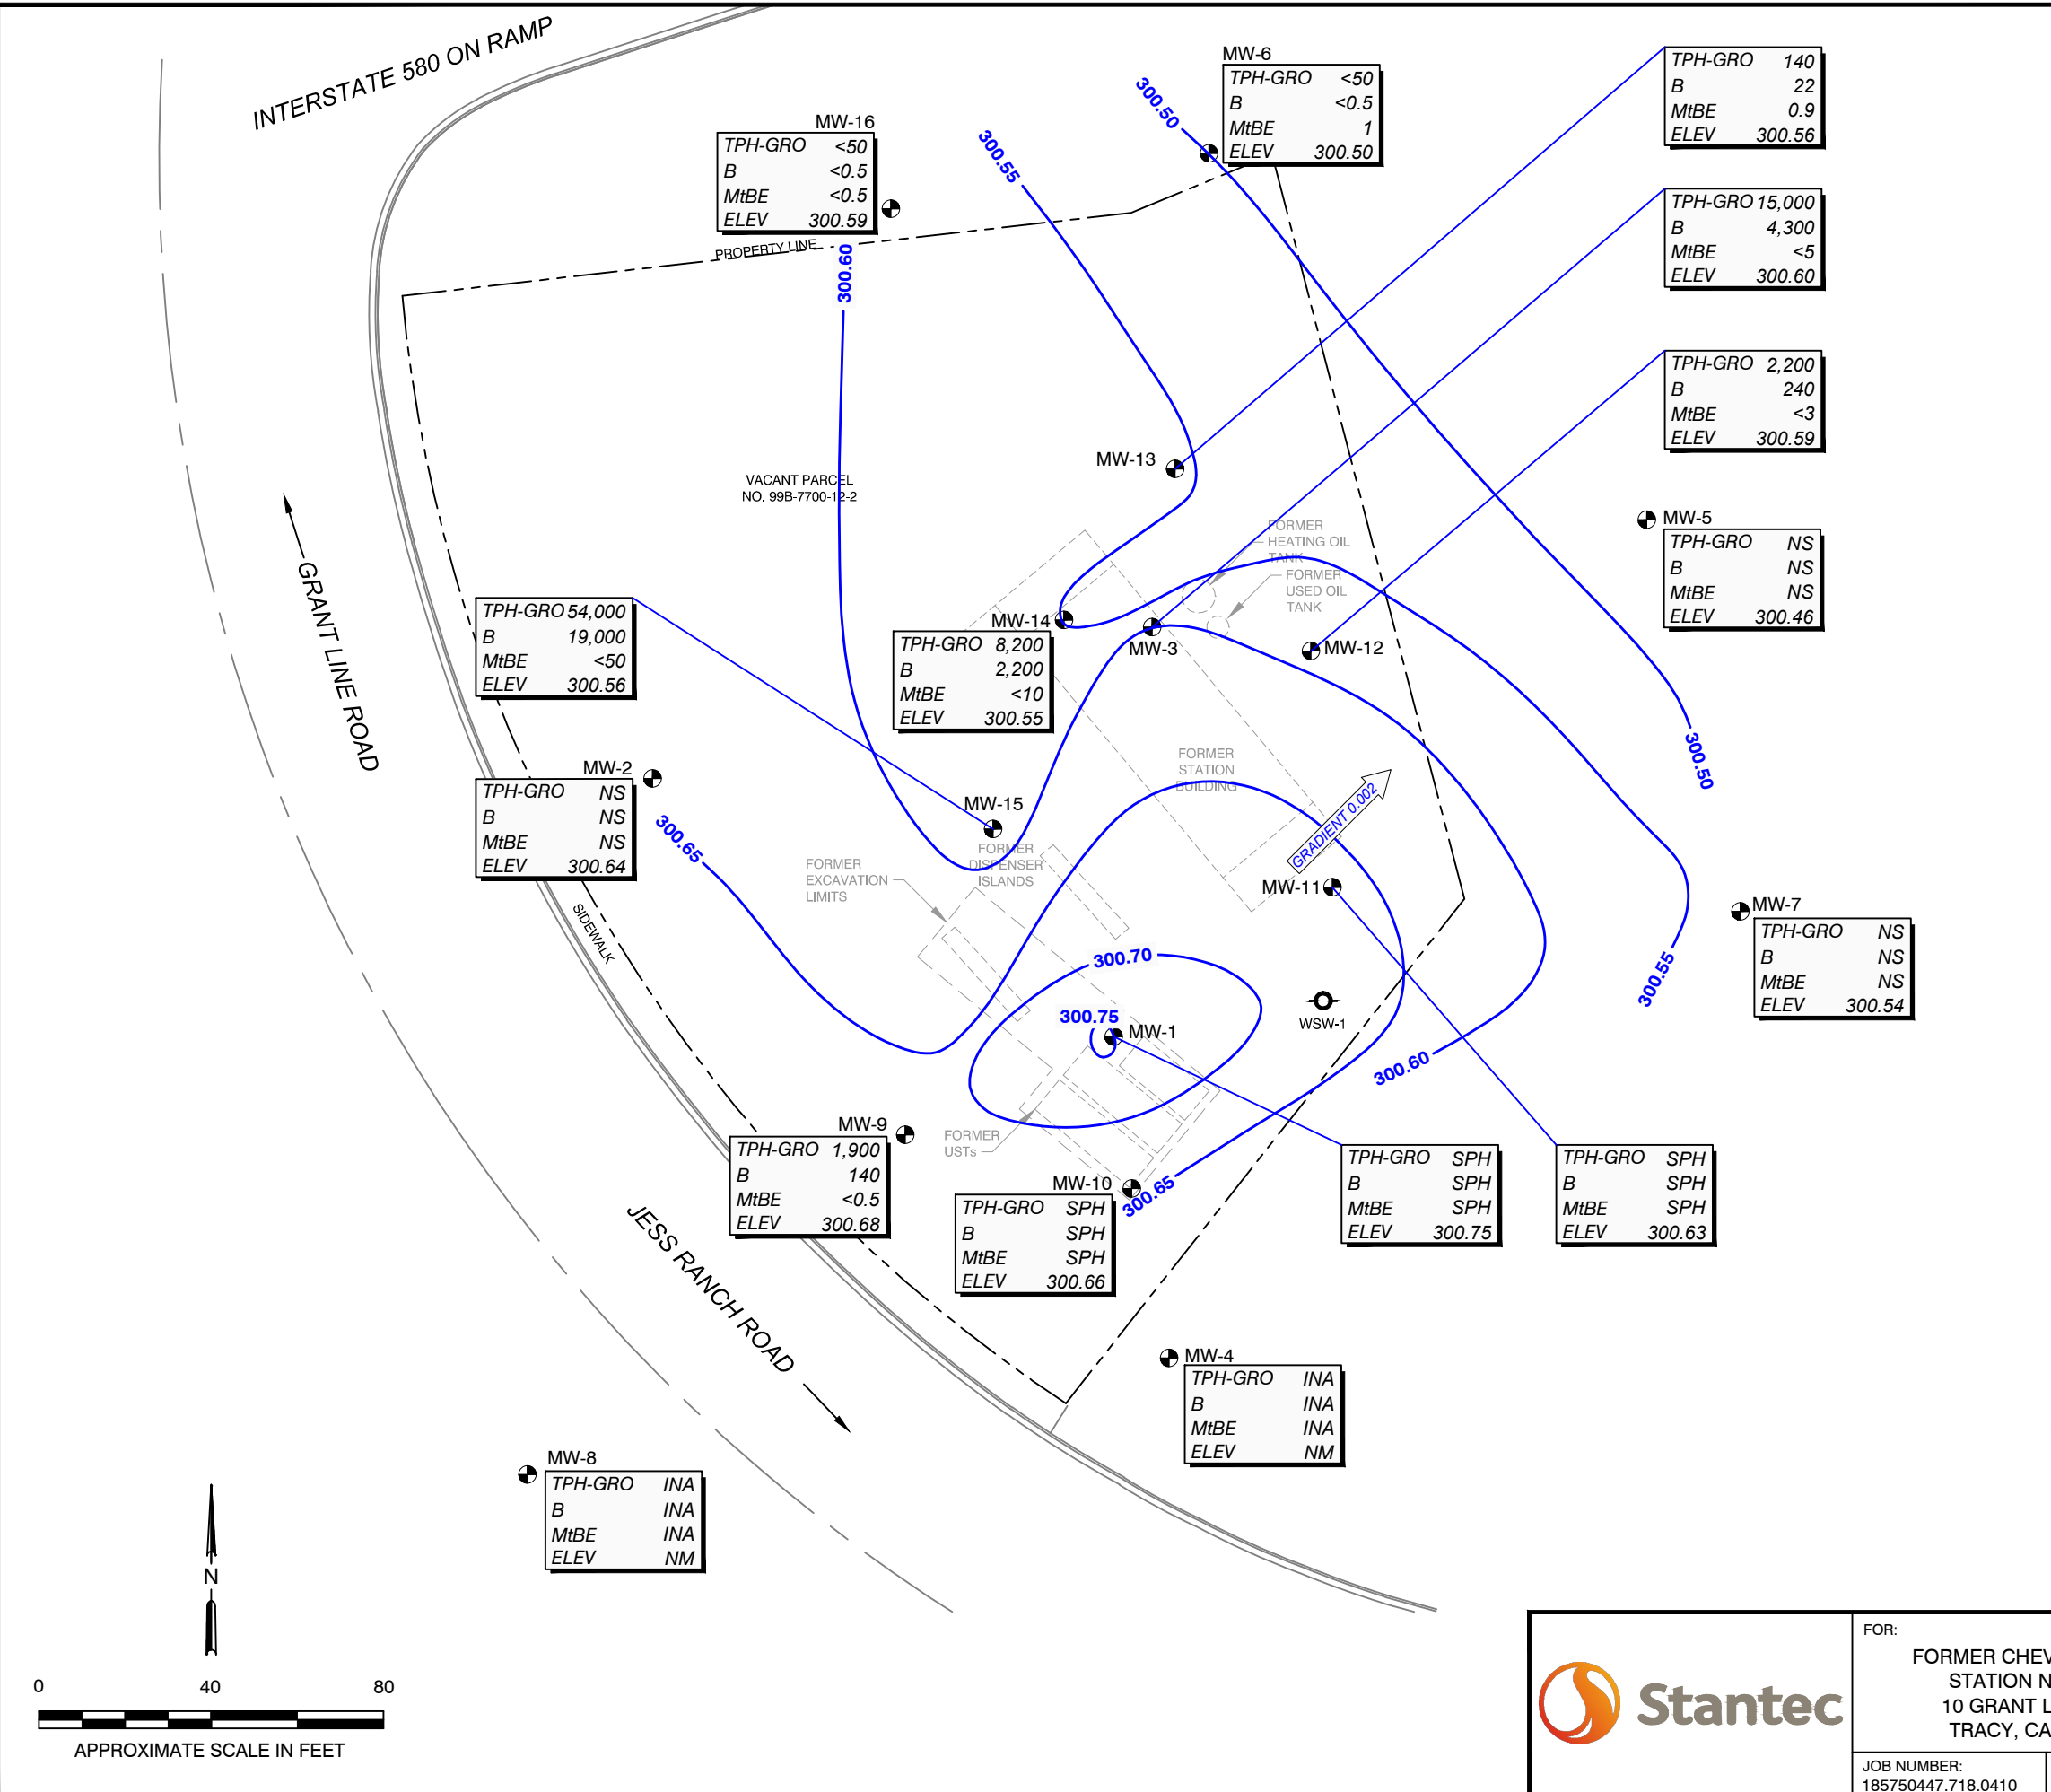 INTERSTATE 580 ON RAMP
MW-6
TPH-GRO <50
B <0.5
MtBE 1
ELEV 300.50
TPH-GRO 140
B 22
MtBE 0.9
ELEV 300.56
300.50
300.55
MW-16
TPH-GRO <50
B <0.5
MtBE <0.5
ELEV 300.59
TPH-GRO 15,000
B 4,300
MtBE <5
ELEV 300.60
PROPERTY LINE
300.60
TPH-GRO 2,200
B 240
MtBE <3
ELEV 300.59
MW-13
VACANT PARCEL
NO. 99B-7700-12-2
MW-5
TPH-GRO NS
B NS
MtBE NS
ELEV 300.46
FORMER
HEATING OIL
TANK
FORMER
USED OIL
TANK
GRANT LINE ROAD
TPH-GRO 54,000
B 19,000
MtBE <50
ELEV 300.56
MW-14
TPH-GRO 8,200
B 2,200
MtBE <10
ELEV 300.55
MW-3
MW-12
FORMER
STATION
BUILDING
300.50
MW-2
TPH-GRO NS
B NS
MtBE NS
ELEV 300.64
300.65
MW-15
GRADIENT 0.002
FORMER
DISPENSER
ISLANDS
FORMER
EXCAVATION
LIMITS
MW-11
MW-7
TPH-GRO NS
B NS
MtBE NS
ELEV 300.54
SIDEWALK
300.70
300.55
300.75
MW-1
WSW-1
300.60
MW-9
TPH-GRO 1,900
B 140
MtBE <0.5
ELEV 300.68
FORMER
USTs
MW-10
300.65
TPH-GRO SPH
B SPH
MtBE SPH
ELEV 300.66
TPH-GRO SPH
B SPH
MtBE SPH
ELEV 300.75
TPH-GRO SPH
B SPH
MtBE SPH
ELEV 300.63
JESS RANCH ROAD
MW-4
TPH-GRO INA
B INA
MtBE INA
ELEV NM
MW-8
TPH-GRO INA
B INA
MtBE INA
ELEV NM
N
0 40 80
APPROXIMATE SCALE IN FEET
Stantec
FOR:
FORMER CHEV
STATION N
10 GRANT L
TRACY, CA
JOB NUMBER:
185750447.718.0410